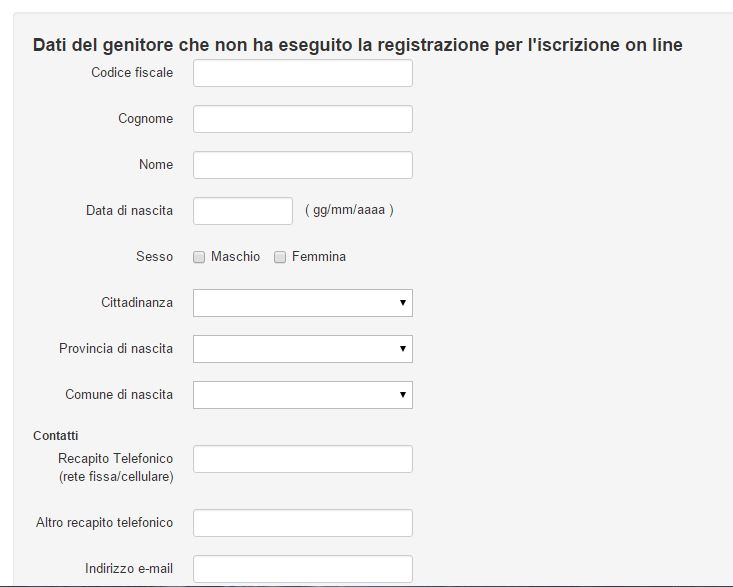 Dati del genitore che non ha eseguito la registrazione per l'iscrizione on line
Codice fiscale
Cognome
Nome
Data di nascita ( gg/mm/aaaa )
Sesso Maschio Femmina
Cittadinanza
Provincia di nascita
Comune di nascita
Contatti
Recapito Telefonico
(rete fissa/cellulare)
Altro recapito telefonico
Indirizzo e-mail